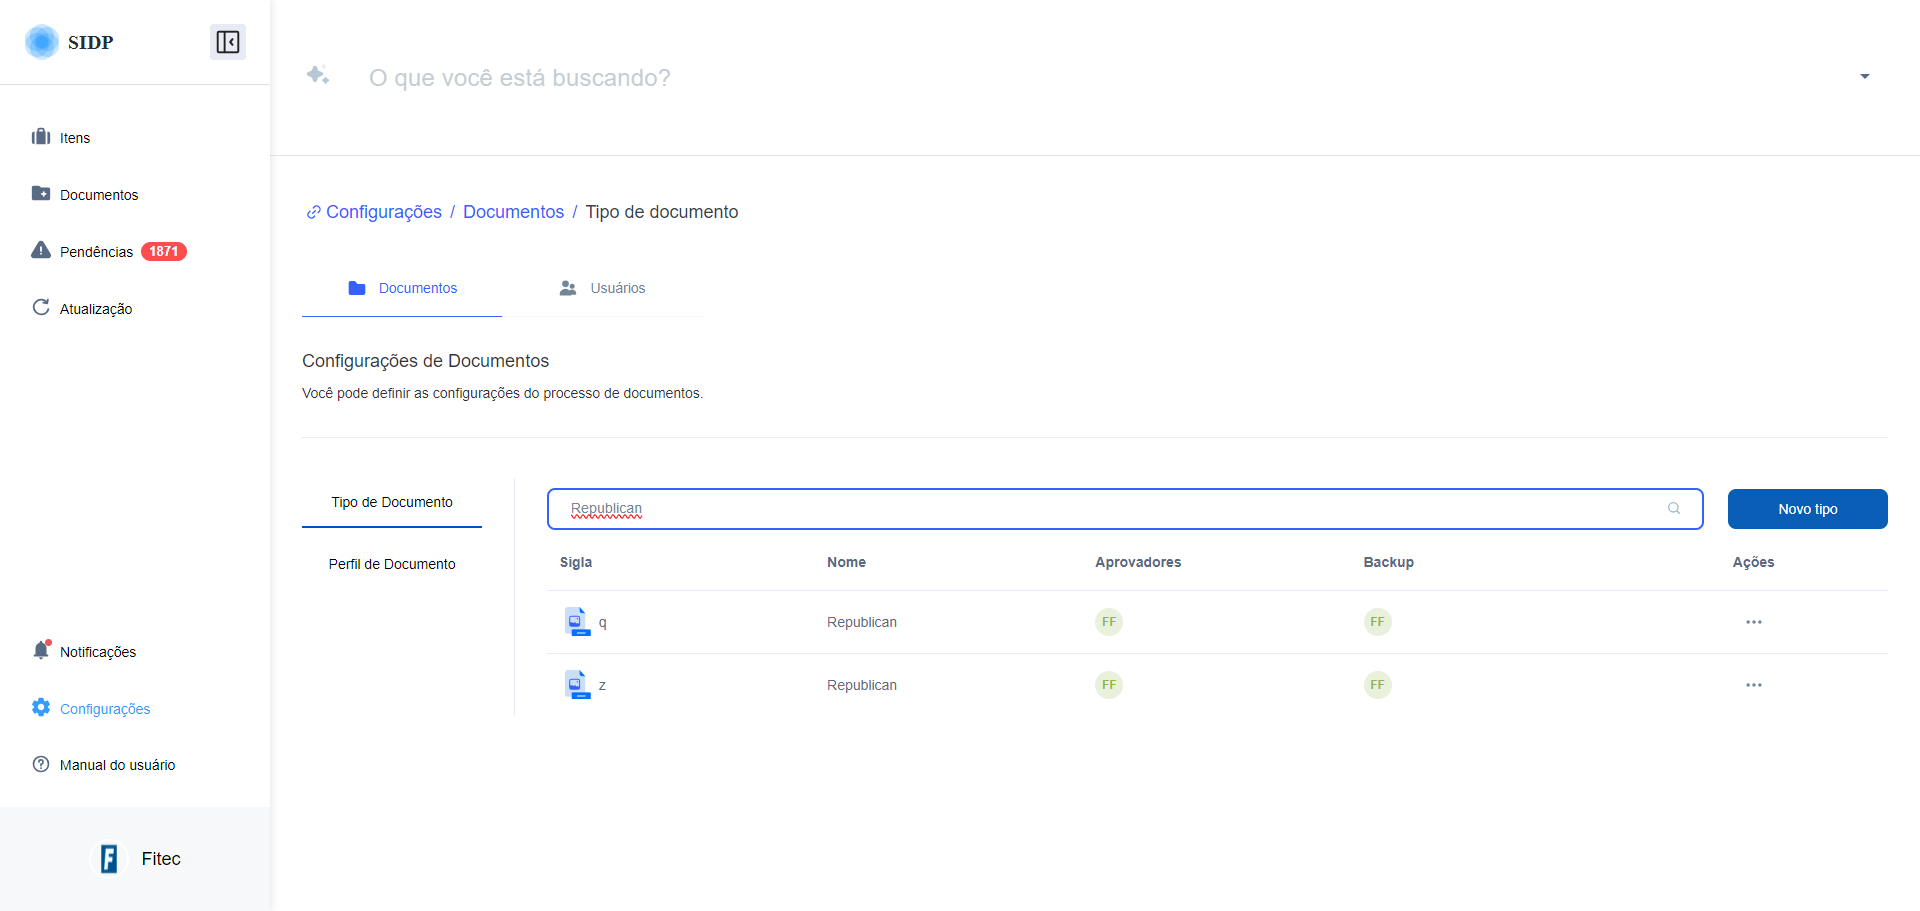 SIDP
O que você está buscando?
Itens
Documentos
Pendências 1871
Atualização
Configurações / Documentos / Tipo de documento
Documentos Usuários
Configurações de Documentos
Você pode definir as configurações do processo de documentos.
Tipo de Documento
Perfil de Documento
Republican
Novo tipo
Sigla Nome Aprovadores Backup Ações
q Republican FF FF
z Republican FF FF
Notificações
Configurações
Manual do usuário
F Fitec